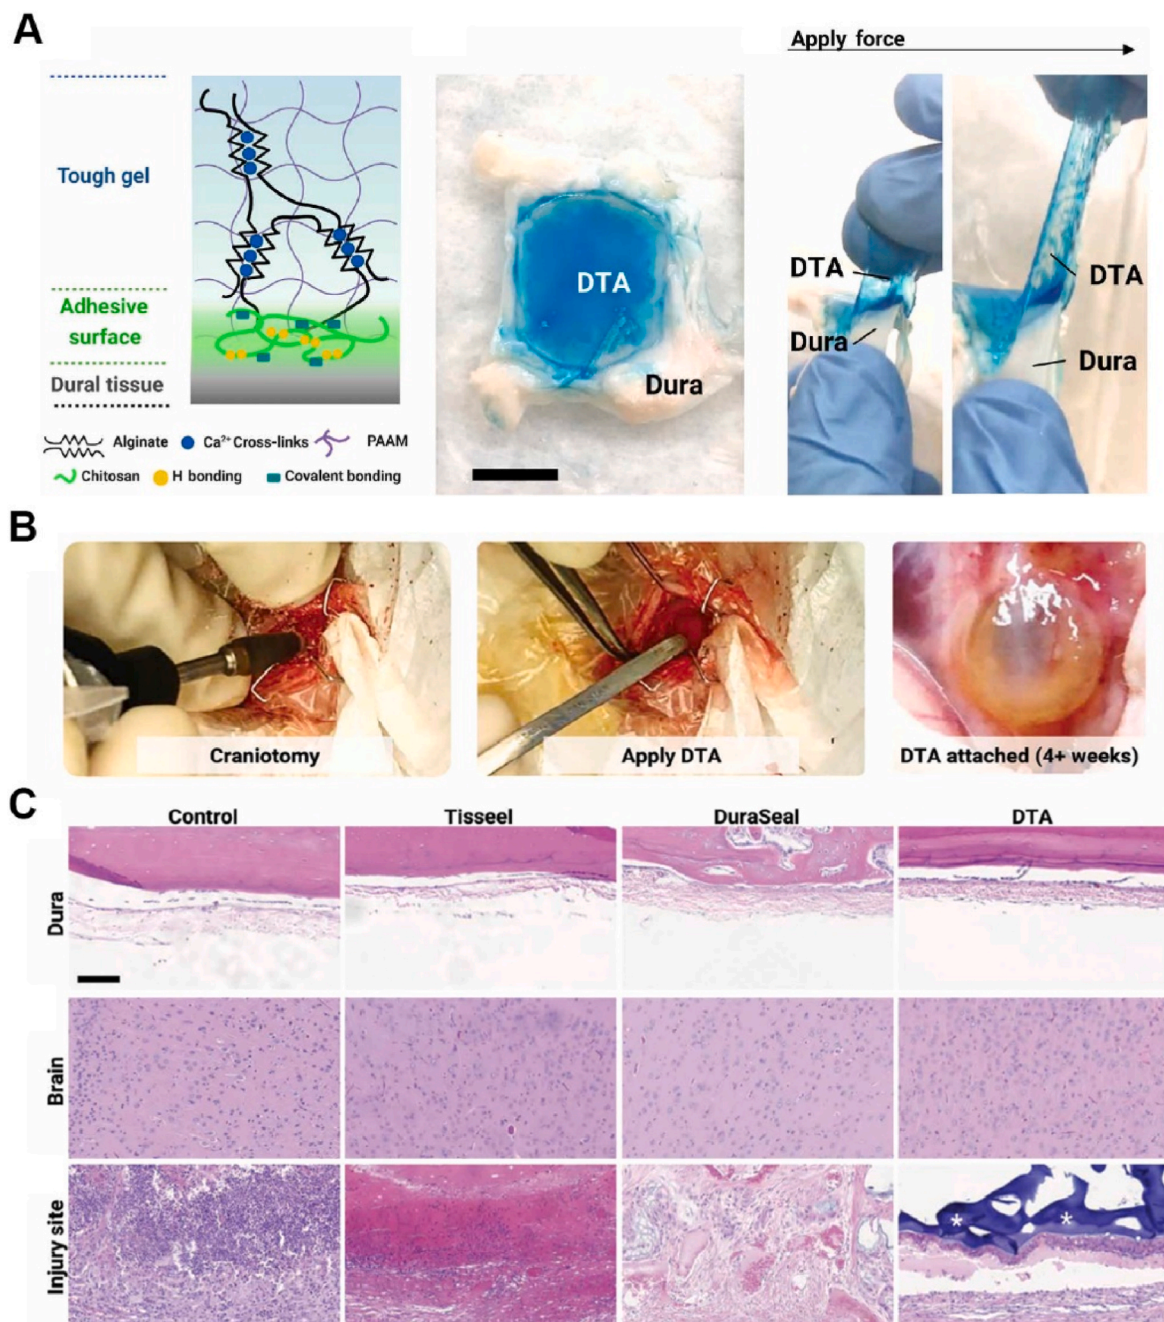 A
Apply force
Tough gel
Adhesive
surface
Dural tissue
Alginate
Ca²⁺ Cross-links
PAAM
Chitosan
H bonding
Covalent bonding
DTA
Dura
DTA
Dura
DTA
Dura
B
Craniotomy
Apply DTA
DTA attached (4+ weeks)
C
Control
Tisseel
DuraSeal
DTA
Dura
Brain
Injury site
*
*